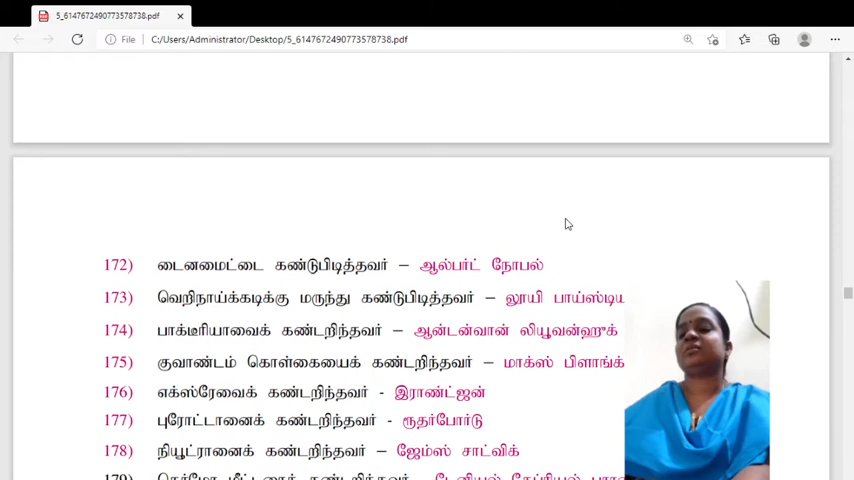 5_6147672490773578738.pdf
File C:/Users/Administrator/Desktop/5_6147672490773578738.pdf
172) டைனமைட்டை கண்டுபிடித்தவர் – ஆல்பர்ட் நோபல்
173) வெறிநாய்க்கடிக்கு மருந்து கண்டுபிடித்தவர் – லூயி
174) பாக்டீரியாவைக் கண்டறிந்தவர் – ஆன்டன்வான் லியூவன்ஹுக்
175) குவாண்டம் கொள்கையைக் கண்டறிந்தவர் – மாக்ஸ் பிளாங்க்
176) எக்ஸ்ரேவைக் கண்டறிந்தவர் - இராண்ட்ஜன்
177) புரோட்டானைக் கண்டறிந்தவர் - ரூதர்போர்டு
178) நியூட்ரானைக் கண்டறிந்தவர் – ஜேம்ஸ் சாட்விக்